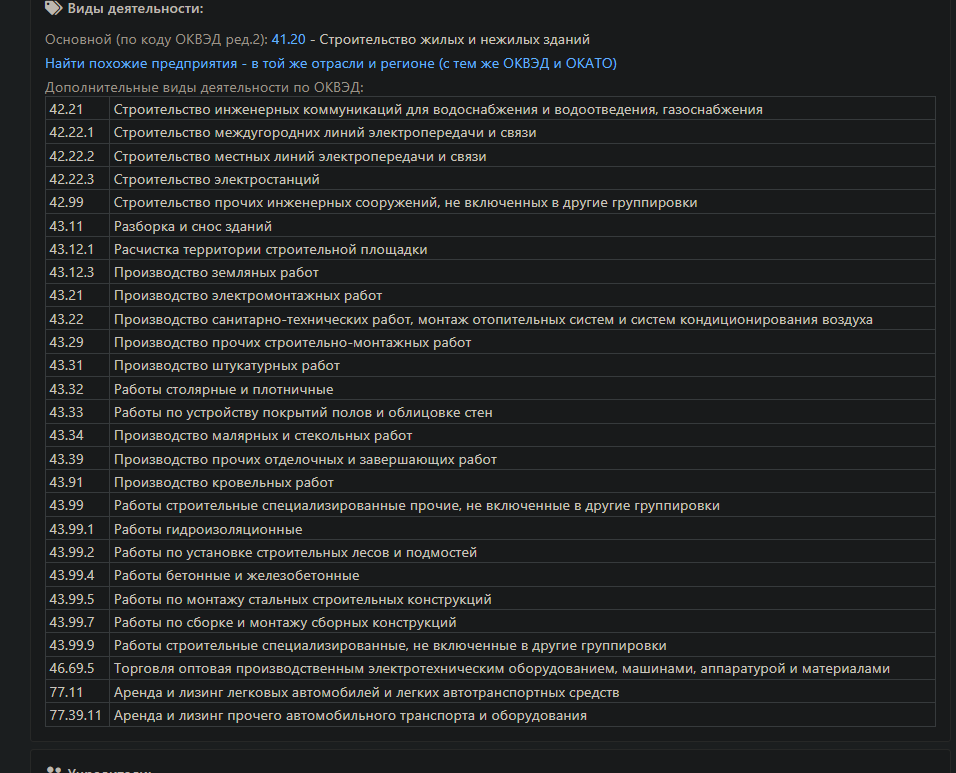 Виды деятельности:
Основной (по коду ОКВЭД ред.2): 41.20 - Строительство жилых и нежилых зданий
Найти похожие предприятия - в той же отрасли и регионе (с тем же ОКВЭД и ОКАТО)
Дополнительные виды деятельности по ОКВЭД:
42.21 Строительство инженерных коммуникаций для водоснабжения и водоотведения, газоснабжения
42.22.1 Строительство междугородних линий электропередачи и связи
42.22.2 Строительство местных линий электропередачи и связи
42.22.3 Строительство электростанций
42.99 Строительство прочих инженерных сооружений, не включенных в другие группировки
43.11 Разборка и снос зданий
43.12.1 Расчистка территории строительной площадки
43.12.3 Производство земляных работ
43.21 Производство электромонтажных работ
43.22 Производство санитарно-технических работ, монтаж отопительных систем и систем кондиционирования воздуха
43.29 Производство прочих строительно-монтажных работ
43.31 Производство штукатурных работ
43.32 Работы столярные и плотничные
43.33 Работы по устройству покрытий полов и облицовке стен
43.34 Производство малярных и стекольных работ
43.39 Производство прочих отделочных и завершающих работ
43.91 Производство кровельных работ
43.99 Работы строительные специализированные прочие, не включенные в другие группировки
43.99.1 Работы гидроизоляционные
43.99.2 Работы по установке строительных лесов и подмостей
43.99.4 Работы бетонные и железобетонные
43.99.5 Работы по монтажу стальных строительных конструкций
43.99.7 Работы по сборке и монтажу сборных конструкций
43.99.9 Работы строительные специализированные, не включенные в другие группировки
46.69.5 Торговля оптовая производственным электротехническим оборудованием, машинами, аппаратурой и материалами
77.11 Аренда и лизинг легковых автомобилей и легких автотранспортных средств
77.39.11 Аренда и лизинг прочего автомобильного транспорта и оборудования